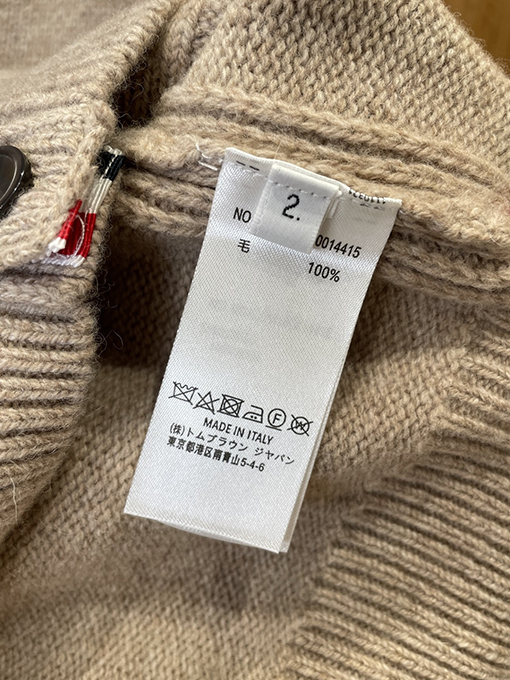 2.
NO 0014415
毛 100%
MADE IN ITALY
(株)トムブラウン ジャパン
東京都港区南青山5-4-6